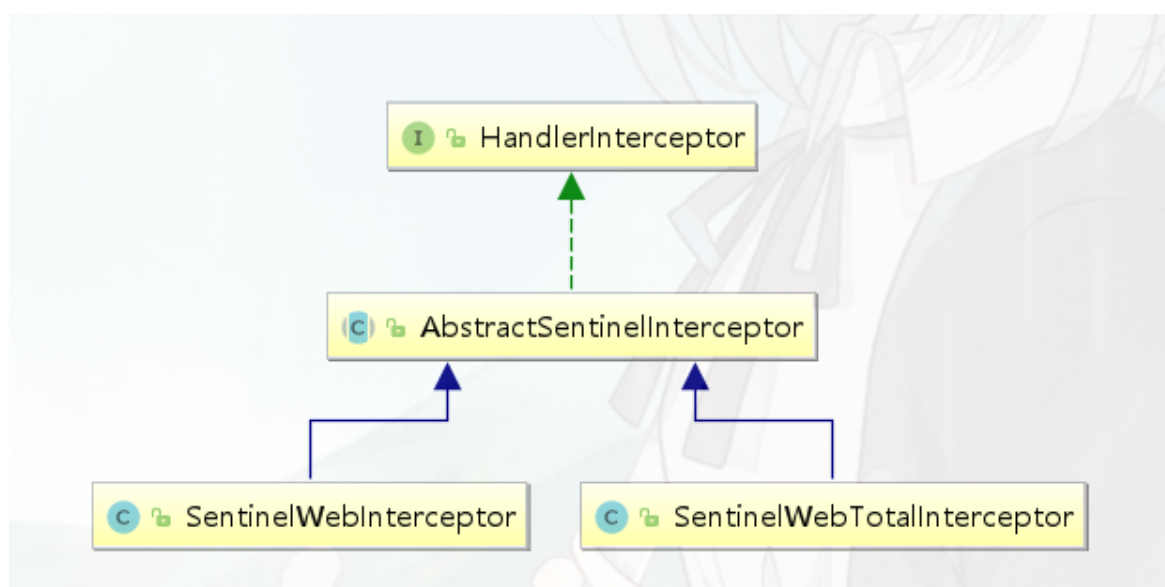 I HandlerInterceptor
C AbstractSentinelInterceptor
C SentinelWebInterceptor
C SentinelWebTotalInterceptor